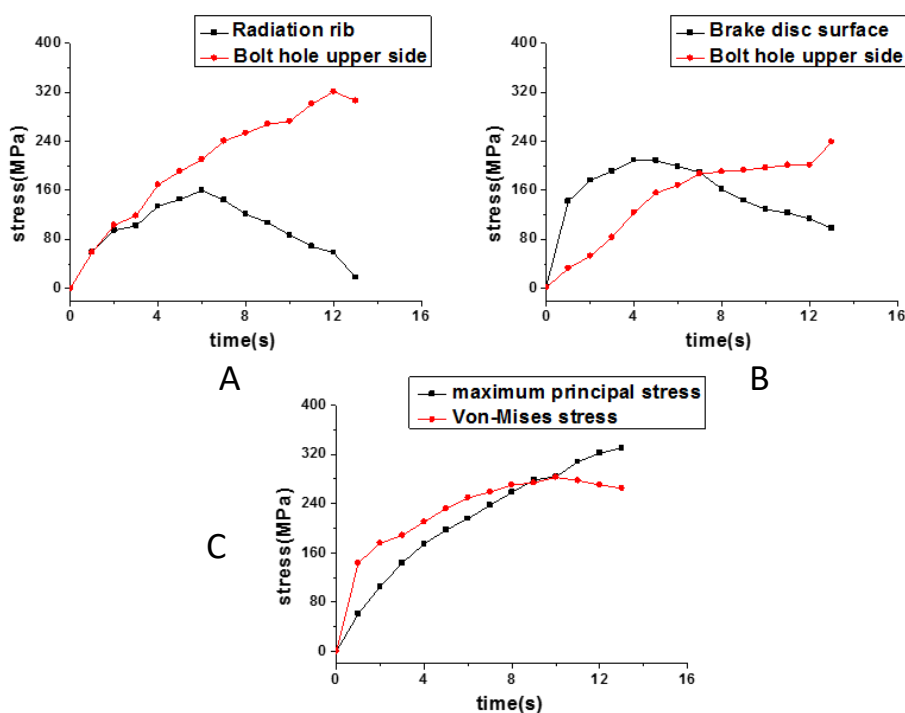 Radiation rib
Bolt hole upper side
400
320
240
160
80
0
stress(MPa)
0 4 8 12 16
time(s)
A
Brake disc surface
Bolt hole upper side
400
320
240
160
80
0
stress(MPa)
0 4 8 12 16
time(s)
B
maximum principal stress
Von-Mises stress
400
320
240
160
80
0
stress(MPa)
0 4 8 12 16
time(s)
C